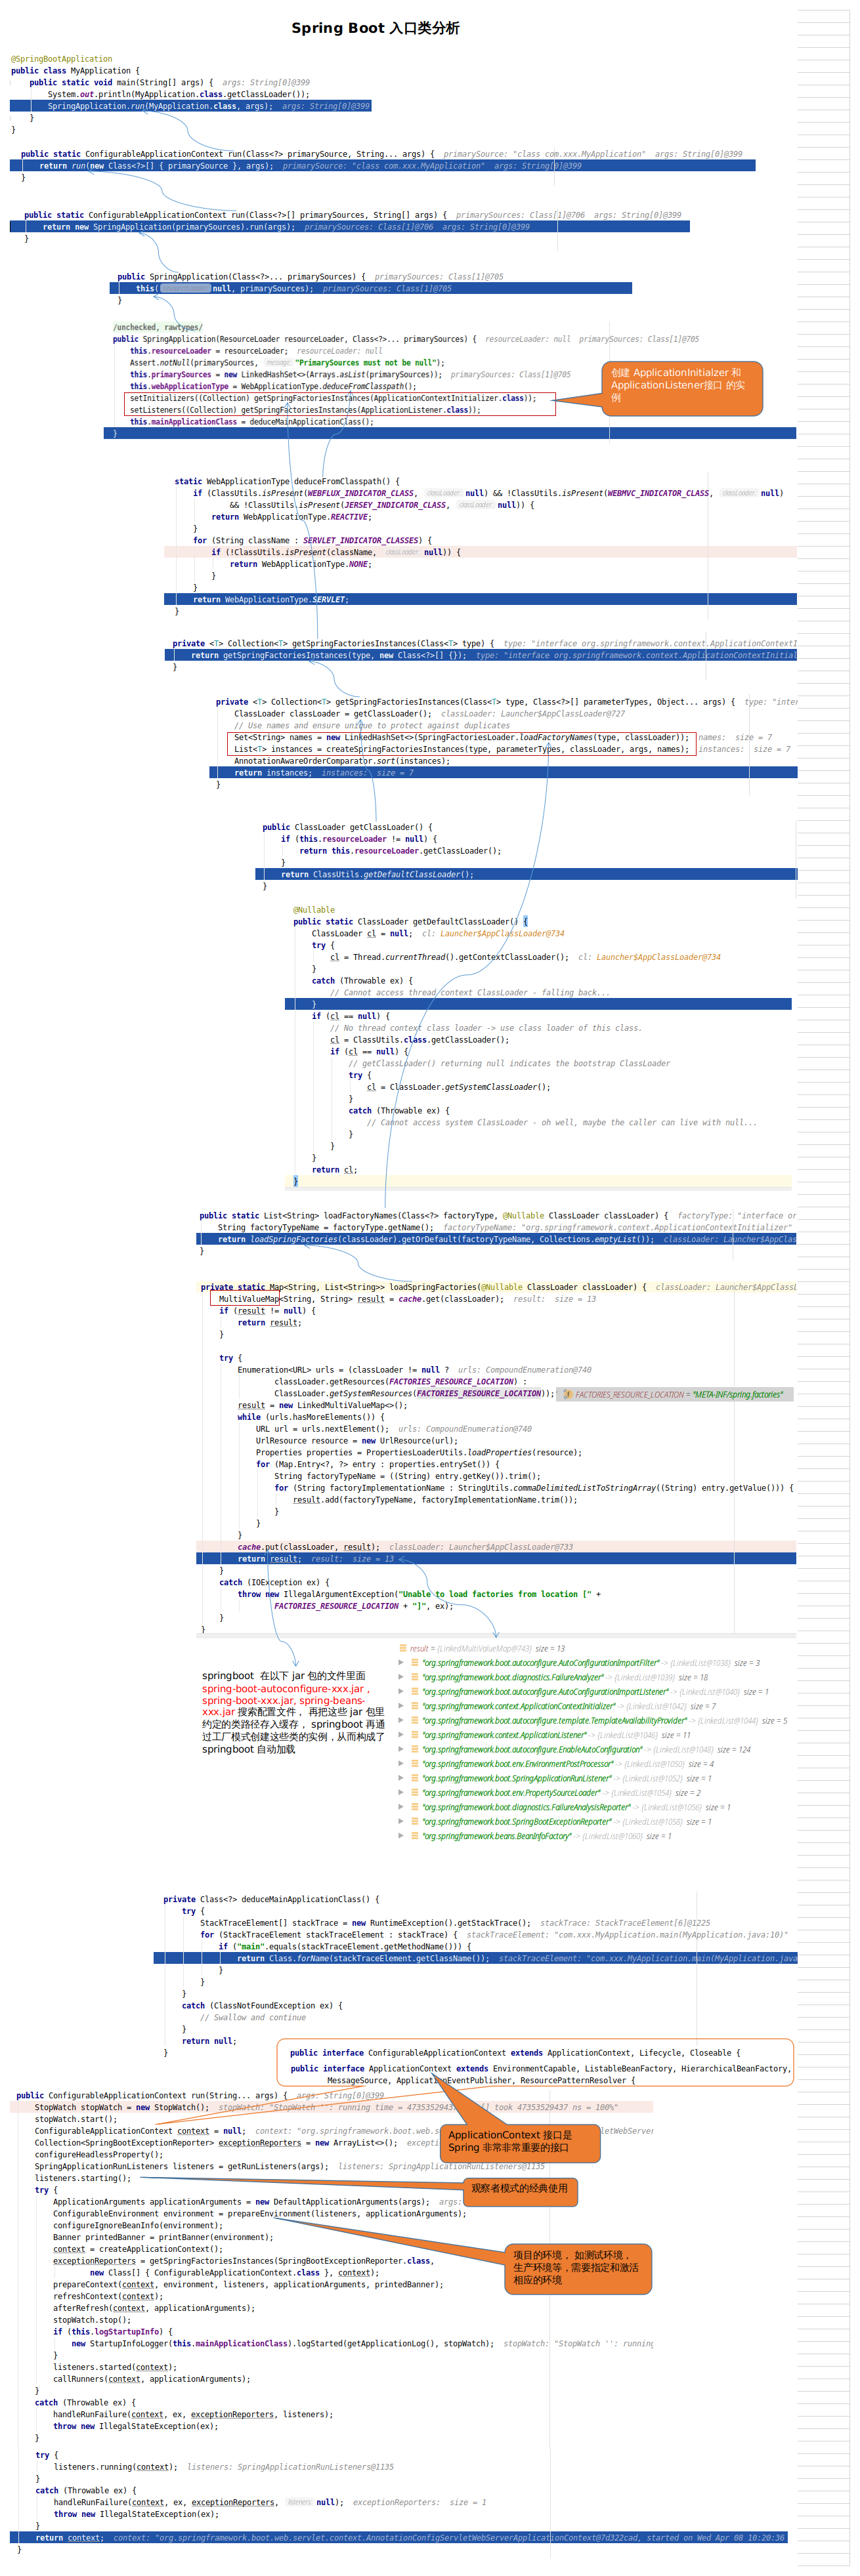 Spring Boot 入口类分析
@SpringBootApplication
public class MyApplication {
public static void main(String[] args) { args: String[0]@399
System.out.println(MyApplication.class.getClassLoader());
SpringApplication.run(MyApplication.class, args); args: String[0]@399
}
}
public static ConfigurableApplicationContext run(Class<?> primarySource, String... args) { primarySource: "class com.xxx.MyApplication" args: String[0]@399
return run(new Class<?>[] { primarySource }, args); primarySource: "class com.xxx.MyApplication" args: String[0]@399
}
public static ConfigurableApplicationContext run(Class<?>[] primarySources, String[] args) { primarySources: Class[1]@706 args: String[0]@399
return new SpringApplication(primarySources).run(args); primarySources: Class[1]@706 args: String[0]@399
}
public SpringApplication(Class<?>... primarySources) { primarySources: Class[1]@705
this( null, primarySources); primarySources: Class[1]@705
}
/unchecked, rawtypes/
public SpringApplication(ResourceLoader resourceLoader, Class<?>... primarySources) { resourceLoader: null primarySources: Class[1]@705
this.resourceLoader = resourceLoader; resourceLoader: null
Assert.notNull(primarySources, message: "PrimarySources must not be null");
this.primarySources = new LinkedHashSet<>(Arrays.asList(primarySources)); primarySources: Class[1]@705
this.webApplicationType = WebApplicationType.deduceFromClasspath();
setInitializers((Collection) getSpringFactoriesInstances(ApplicationContextInitializer.class));
setListeners((Collection) getSpringFactoriesInstances(ApplicationListener.class));
this.mainApplicationClass = deduceMainApplicationClass();
}
创建 ApplicationInitialzer 和
ApplicationListener接口 的实
例
static WebApplicationType deduceFromClasspath() {
if (ClassUtils.isPresent(WEBFLUX_INDICATOR_CLASS, classLoader: null) && !ClassUtils.isPresent(WEBMVC_INDICATOR_CLASS, classLoader: null)
&& !ClassUtils.isPresent(JERSEY_INDICATOR_CLASS, classLoader: null)) {
return WebApplicationType.REACTIVE;
}
for (String className : SERVLET_INDICATOR_CLASSES) {
if (!ClassUtils.isPresent(className, classLoader: null)) {
return WebApplicationType.NONE;
}
}
return WebApplicationType.SERVLET;
}
private <T> Collection<T> getSpringFactoriesInstances(Class<T> type) { type: "interface org.springframework.context.ApplicationContextI
return getSpringFactoriesInstances(type, new Class<?>[] {}); type: "interface org.springframework.context.ApplicationContextInitial
}
private <T> Collection<T> getSpringFactoriesInstances(Class<T> type, Class<?>[] parameterTypes, Object... args) { type: "inter
ClassLoader classLoader = getClassLoader(); classLoader: Launcher$AppClassLoader@727
// Use names and ensure unique to protect against duplicates
Set<String> names = new LinkedHashSet<>(SpringFactoriesLoader.loadFactoryNames(type, classLoader)); names: size = 7
List<T> instances = createSpringFactoriesInstances(type, parameterTypes, classLoader, args, names); instances: size = 7
AnnotationAwareOrderComparator.sort(instances);
return instances; instances: size = 7
}
public ClassLoader getClassLoader() {
if (this.resourceLoader != null) {
return this.resourceLoader.getClassLoader();
}
return ClassUtils.getDefaultClassLoader();
}
@Nullable
public static ClassLoader getDefaultClassLoader() {
ClassLoader cl = null; cl: Launcher$AppClassLoader@734
try {
cl = Thread.currentThread().getContextClassLoader(); cl: Launcher$AppClassLoader@734
}
catch (Throwable ex) {
// Cannot access thread context ClassLoader - falling back...
}
if (cl == null) {
// No thread context class loader -> use class loader of this class.
cl = ClassUtils.class.getClassLoader();
if (cl == null) {
// getClassLoader() returning null indicates the bootstrap ClassLoader
try {
cl = ClassLoader.getSystemClassLoader();
}
catch (Throwable ex) {
// Cannot access system ClassLoader - oh well, maybe the caller can live with null...
}
}
}
return cl;
}
public static List<String> loadFactoryNames(Class<?> factoryType, @Nullable ClassLoader classLoader) { factoryType: "interface or
String factoryTypeName = factoryType.getName(); factoryTypeName: "org.springframework.context.ApplicationContextInitializer"
return loadSpringFactories(classLoader).getOrDefault(factoryTypeName, Collections.emptyList()); classLoader: Launcher$AppClas
}
private static Map<String, List<String>> loadSpringFactories(@Nullable ClassLoader classLoader) { classLoader: Launcher$AppClassL
MultiValueMap<String, String> result = cache.get(classLoader); result: size = 13
if (result != null) {
return result;
}
try {
Enumeration<URL> urls = (classLoader != null ? urls: CompoundEnumeration@740
classLoader.getResources(FACTORIES_RESOURCE_LOCATION) :
ClassLoader.getSystemResources(FACTORIES_RESOURCE_LOCATION)); FACTORIES_RESOURCE_LOCATION = "META-INF/spring.factories"
result = new LinkedMultiValueMap<>();
while (urls.hasMoreElements()) {
URL url = urls.nextElement(); urls: CompoundEnumeration@740
UrlResource resource = new UrlResource(url);
Properties properties = PropertiesLoaderUtils.loadProperties(resource);
for (Map.Entry<?, ?> entry : properties.entrySet()) {
String factoryTypeName = ((String) entry.getKey()).trim();
for (String factoryImplementationName : StringUtils.commaDelimitedListToStringArray((String) entry.getValue())) {
result.add(factoryTypeName, factoryImplementationName.trim());
}
}
}
cache.put(classLoader, result); classLoader: Launcher$AppClassLoader@733
return result; result: size = 13
}
catch (IOException ex) {
throw new IllegalArgumentException("Unable to load factories from location [" +
FACTORIES_RESOURCE_LOCATION + "]", ex);
}
}
springboot 在以下 jar 包的文件里面
spring-boot-autoconfigure-xxx.jar ,
spring-boot-xxx.jar, spring-beans-
xxx.jar 搜索配置文件， 再把这些 jar 包里
约定的类路径存入缓存， springboot 再通
过工厂模式创建这些类的实例，从而构成了
springboot 自动加载
result = {LinkedMultiValueMap@743} size = 13
"org.springframework.boot.autoconfigure.AutoConfigurationImportFilter" -> {LinkedList@1038} size = 3
"org.springframework.boot.diagnostics.FailureAnalyzer" -> {LinkedList@1039} size = 18
"org.springframework.boot.autoconfigure.AutoConfigurationImportListener" -> {LinkedList@1040} size = 1
"org.springframework.context.ApplicationContextInitializer" -> {LinkedList@1042} size = 7
"org.springframework.boot.autoconfigure.template.TemplateAvailabilityProvider" -> {LinkedList@1044} size = 5
"org.springframework.context.ApplicationListener" -> {LinkedList@1046} size = 11
"org.springframework.boot.autoconfigure.EnableAutoConfiguration" -> {LinkedList@1048} size = 124
"org.springframework.boot.env.EnvironmentPostProcessor" -> {LinkedList@1050} size = 4
"org.springframework.boot.SpringApplicationRunListener" -> {LinkedList@1052} size = 1
"org.springframework.boot.env.PropertySourceLoader" -> {LinkedList@1054} size = 2
"org.springframework.boot.diagnostics.FailureAnalysisReporter" -> {LinkedList@1056} size = 1
"org.springframework.boot.SpringBootExceptionReporter" -> {LinkedList@1058} size = 1
"org.springframework.beans.BeanInfoFactory" -> {LinkedList@1060} size = 1
private Class<?> deduceMainApplicationClass() {
try {
StackTraceElement[] stackTrace = new RuntimeException().getStackTrace(); stackTrace: StackTraceElement[6]@1225
for (StackTraceElement stackTraceElement : stackTrace) { stackTraceElement: "com.xxx.MyApplication.main(MyApplication.java:10)"
if ("main".equals(stackTraceElement.getMethodName())) {
return Class.forName(stackTraceElement.getClassName()); stackTraceElement: "com.xxx.MyApplication.main(MyApplication.java
}
}
}
catch (ClassNotFoundException ex) {
// Swallow and continue
}
return null;
}
public interface ConfigurableApplicationContext extends ApplicationContext, Lifecycle, Closeable {
public interface ApplicationContext extends EnvironmentCapable, ListableBeanFactory, HierarchicalBeanFactory,
MessageSource, ApplicationEventPublisher, ResourcePatternResolver {
public ConfigurableApplicationContext run(String... args) { args: String[0]@399
StopWatch stopWatch = new StopWatch(); stopWatch: "StopWatch '': running time = 47353529437 [] took 47353529437 ns = 100%"
stopWatch.start();
ConfigurableApplicationContext context = null; context: "org.springframework.boot.web.se letWebServer
Collection<SpringBootExceptionReporter> exceptionReporters = new ArrayList<>(); excepti
configureHeadlessProperty();
SpringApplicationRunListeners listeners = getRunListeners(args); listeners: SpringApplicationRunListeners@1135
listeners.starting();
try {
ApplicationArguments applicationArguments = new DefaultApplicationArguments(args); args:
ConfigurableEnvironment environment = prepareEnvironment(listeners, applicationArguments);
configureIgnoreBeanInfo(environment);
Banner printedBanner = printBanner(environment);
context = createApplicationContext();
exceptionReporters = getSpringFactoriesInstances(SpringBootExceptionReporter.class,
new Class[] { ConfigurableApplicationContext.class }, context);
prepareContext(context, environment, listeners, applicationArguments, printedBanner);
refreshContext(context);
afterRefresh(context, applicationArguments);
stopWatch.stop();
if (this.logStartupInfo) {
new StartupInfoLogger(this.mainApplicationClass).logStarted(getApplicationLog(), stopWatch); stopWatch: "StopWatch '': running
}
listeners.started(context);
callRunners(context, applicationArguments);
}
catch (Throwable ex) {
handleRunFailure(context, ex, exceptionReporters, listeners);
throw new IllegalStateException(ex);
}
ApplicationContext 接口是
Spring 非常非常重要的接口
观察者模式的经典使用
项目的环境， 如测试环境，
生产环境等，需要指定和激活
相应的环境
try {
listeners.running(context); listeners: SpringApplicationRunListeners@1135
}
catch (Throwable ex) {
handleRunFailure(context, ex, exceptionReporters, listeners: null); exceptionReporters: size = 1
throw new IllegalStateException(ex);
}
return context; context: "org.springframework.boot.web.servlet.context.AnnotationConfigServletWebServerApplicationContext@7d322cad, started on Wed Apr 08 10:20:36
}